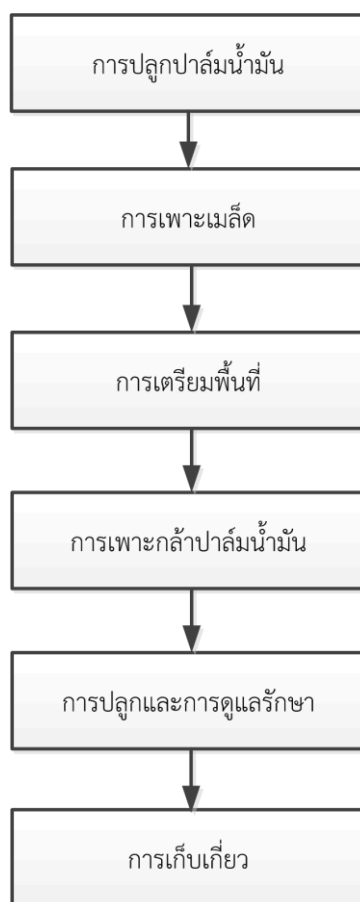 การปลูกปาล์มน้ำมัน
การเพาะเมล็ด
การเตรียมพื้นที่
การเพาะกล้าปาล์มน้ำมัน
การปลูกและการดูแลรักษา
การเก็บเกี่ยว